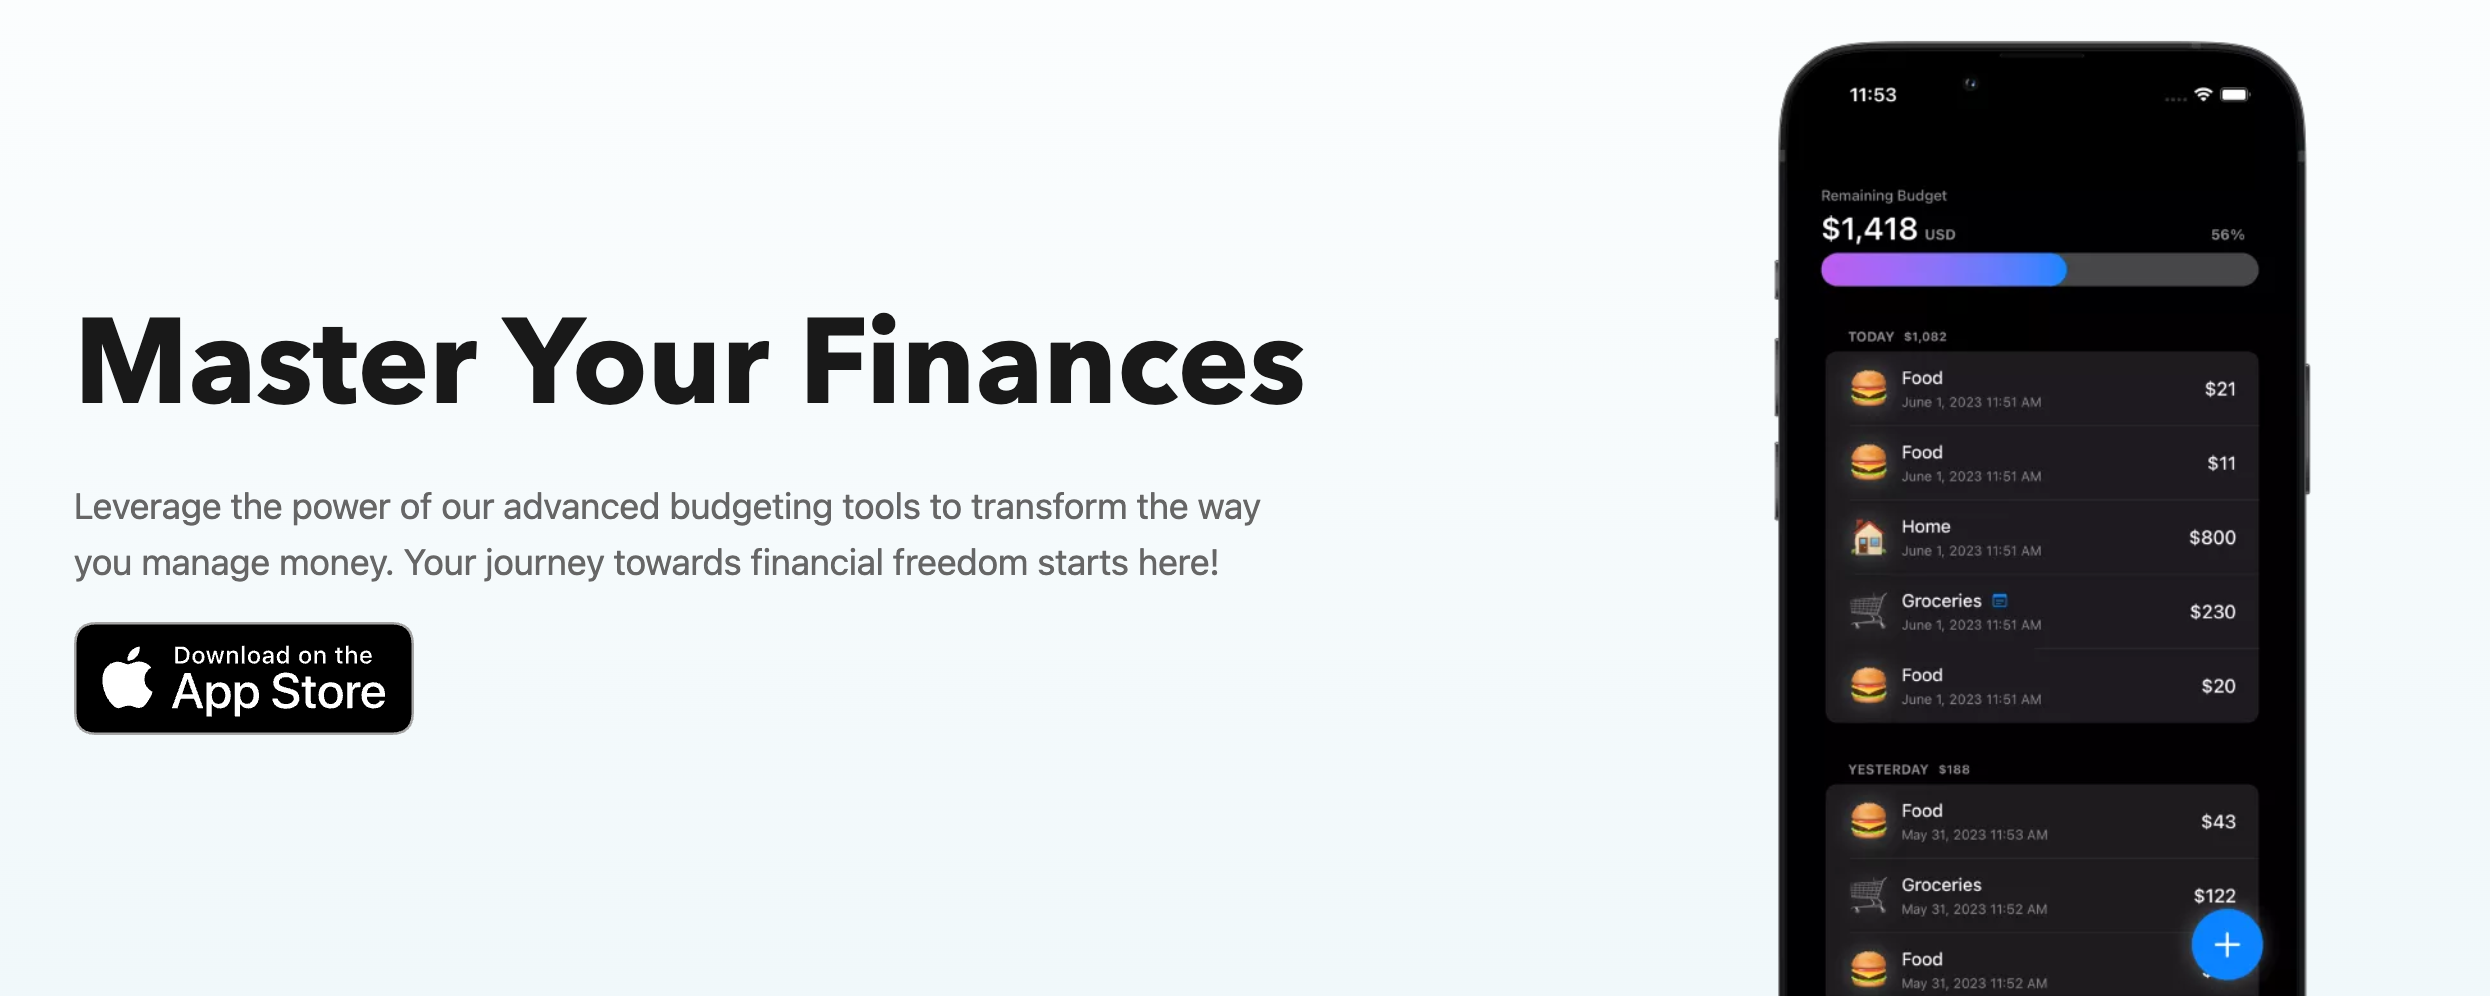 Master Your Finances
Leverage the power of our advanced budgeting tools to transform the way
you manage money. Your journey towards financial freedom starts here!
Download on the
App Store
11:53
Remaining Budget
$1,418 USD 56%
TODAY $1,082
Food $21
June 1, 2023 11:51 AM
Food $11
June 1, 2023 11:51 AM
Home $800
June 1, 2023 11:51 AM
Groceries $230
June 1, 2023 11:51 AM
Food $20
June 1, 2023 11:51 AM
YESTERDAY $188
Food $43
May 31, 2023 11:53 AM
Groceries $122
May 31, 2023 11:52 AM
Food
May 31, 2023 11:52 AM